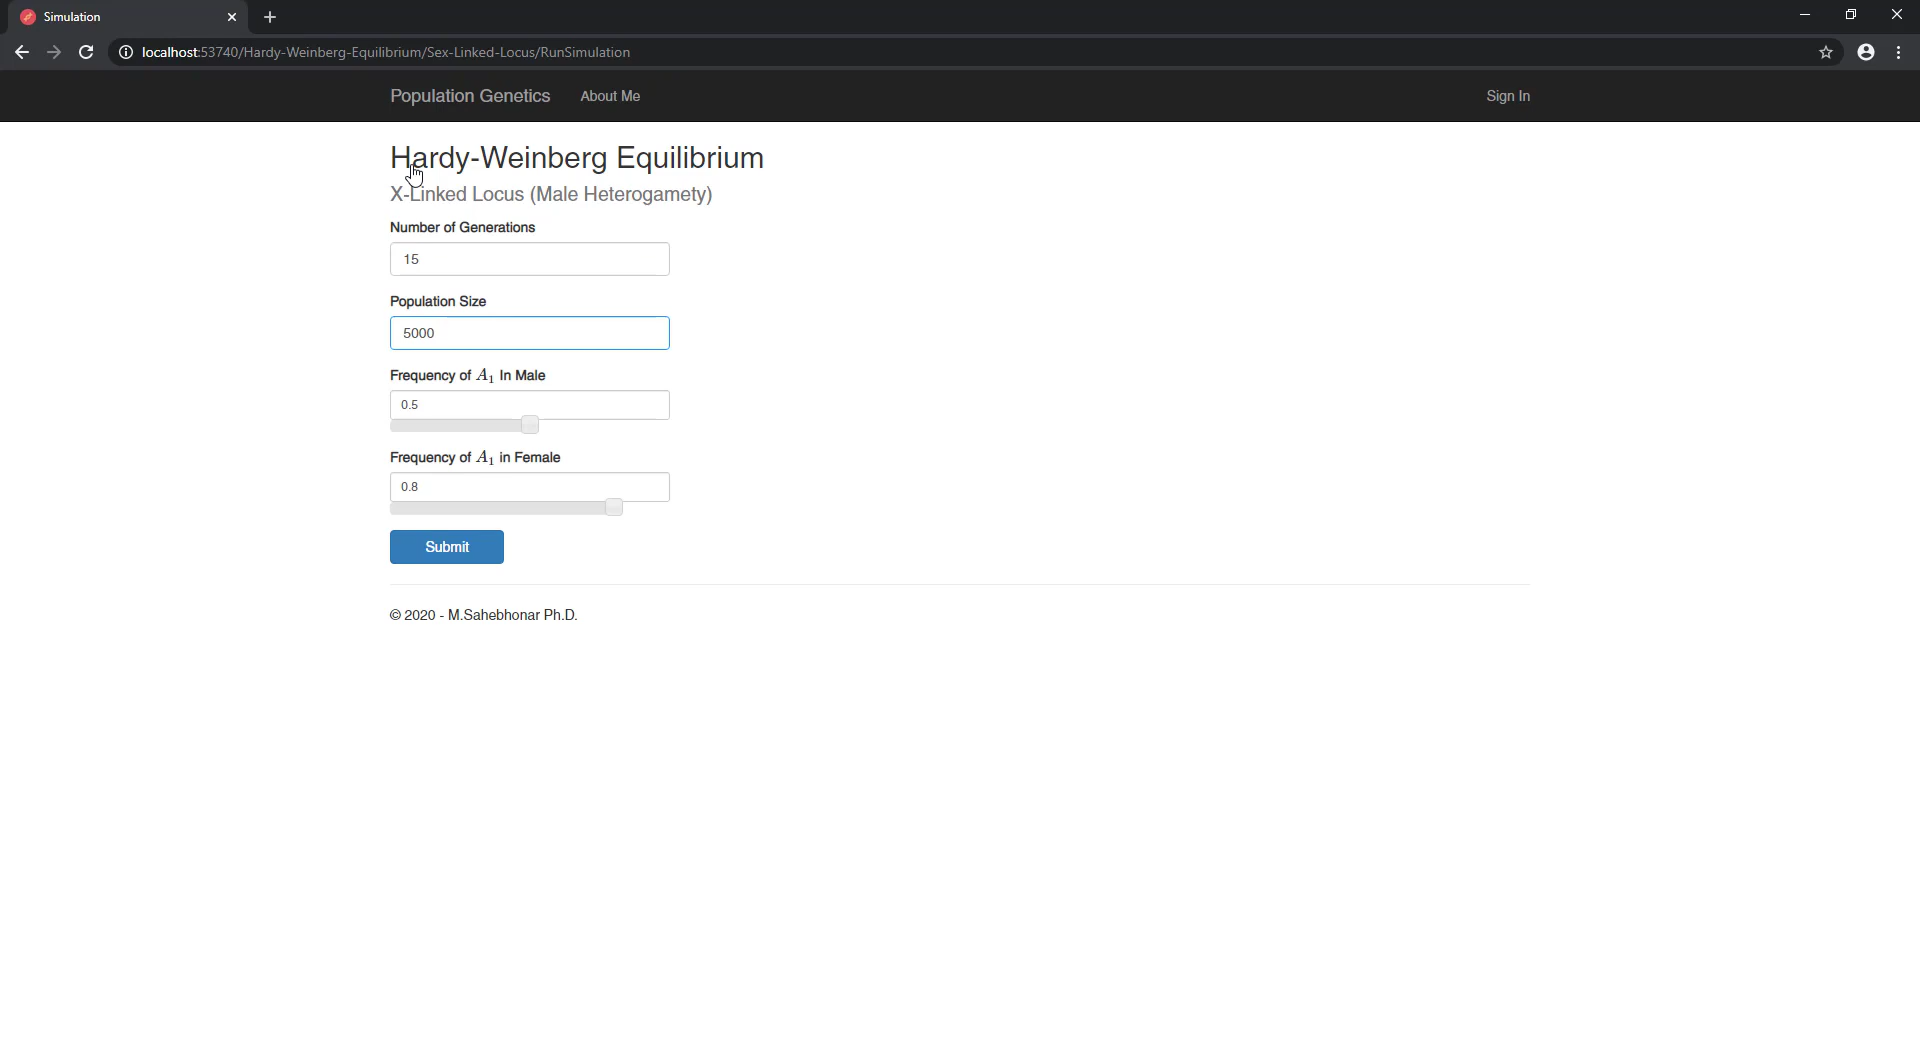 Simulation
localhost:53740/Hardy-Weinberg-Equilibrium/Sex-Linked-Locus/RunSimulation
Population Genetics About Me Sign In
Hardy-Weinberg Equilibrium
X-Linked Locus (Male Heterogamety)
Number of Generations
15
Population Size
5000
Frequency of A₁ In Male
0.5
Frequency of A₁ in Female
0.8
Submit
© 2020 - M.Sahebhonar Ph.D.